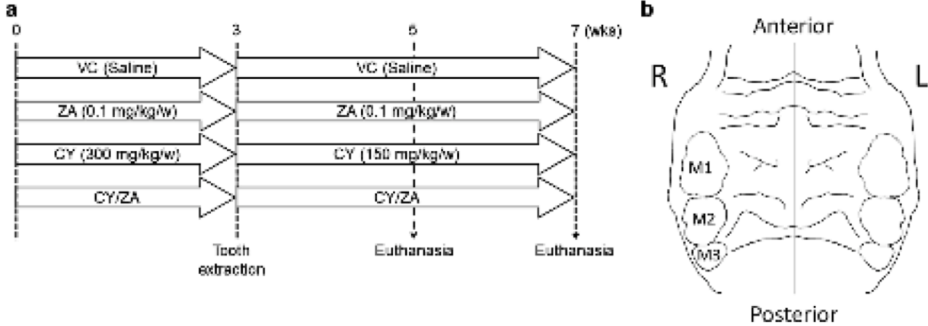 a
0 3 5 7 (wks)
VC (Saline) VC (Saline)
ZA (0.1 mg/kg/w) ZA (0.1 mg/kg/w)
CY (300 mg/kg/w) CY (150 mg/kg/w)
CY/ZA CY/ZA
Tooth extraction Euthanasia Euthanasia
b
Anterior
R L
M1
M2
M3
Posterior